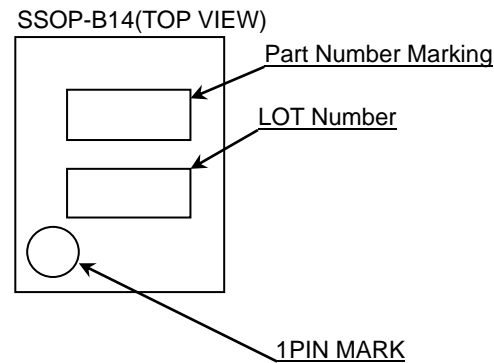 SSOP-B14(TOP VIEW)
Part Number Marking
LOT Number
1PIN MARK